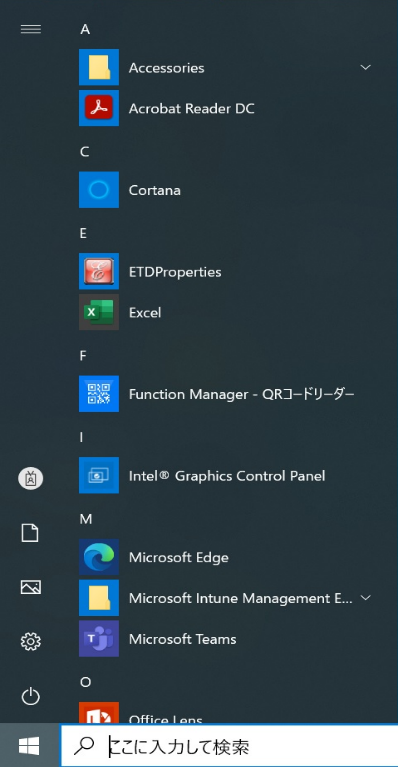 A
Accessories
Acrobat Reader DC
C
Cortana
E
ETDProperties
Excel
F
Function Manager - QRコードリーダー
I
Intel® Graphics Control Panel
M
Microsoft Edge
Microsoft Intune Management E...
Microsoft Teams
O
Office Lens
ここに入力して検索